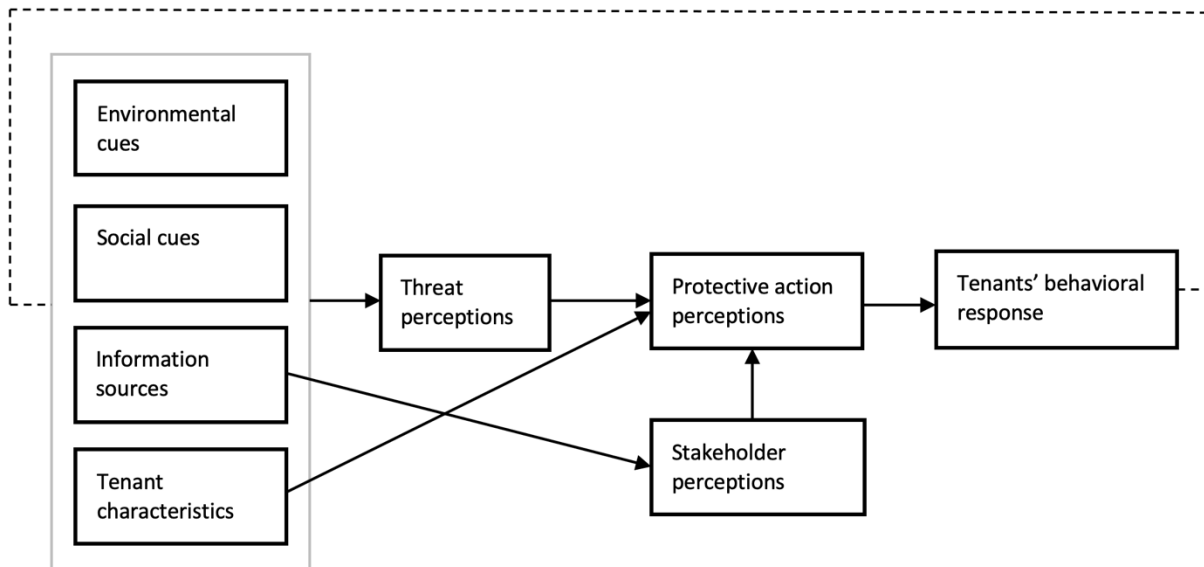 Environmental
cues
Social cues
Information
sources
Tenant
characteristics
Threat
perceptions
Protective action
perceptions
Stakeholder
perceptions
Tenants’ behavioral
response